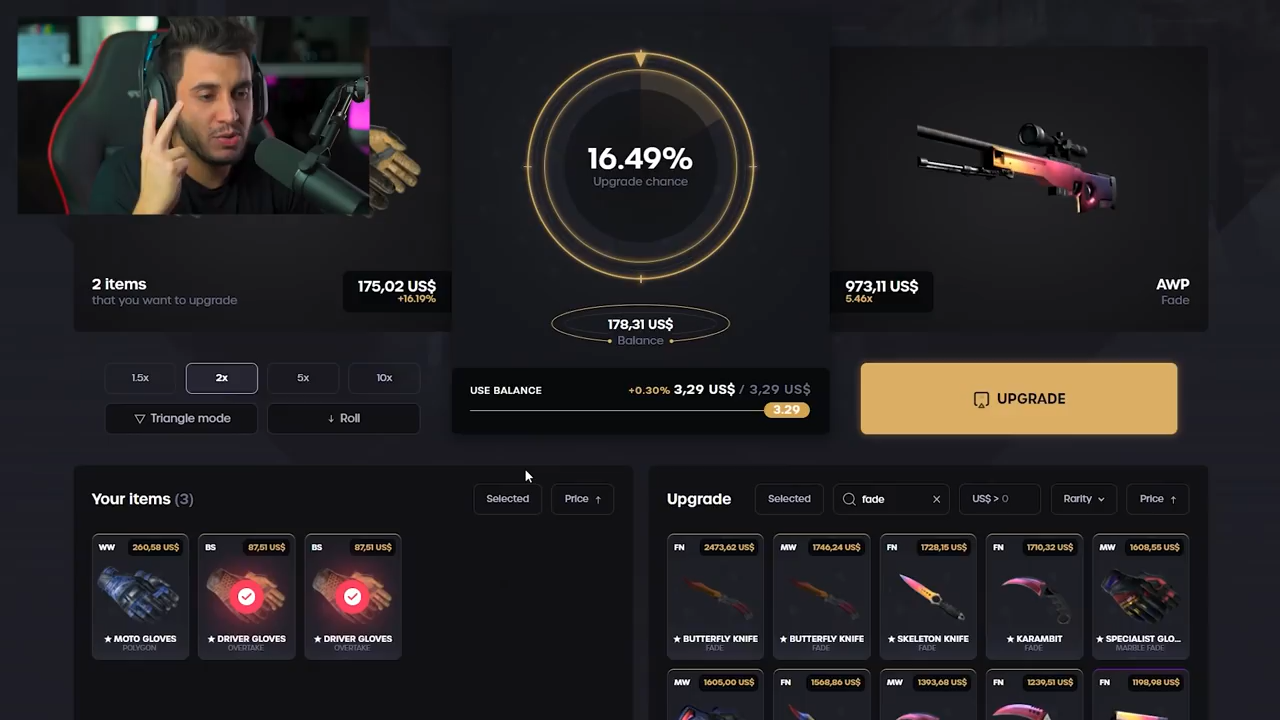 16.49%
Upgrade chance
2 items
that you want to upgrade
175,02 US$
+16.19%
973,11 US$
5.46x
AWP
Fade
178,31 US$
Balance
1.5x
2x
5x
10x
Triangle mode
↓ Roll
USE BALANCE
+0.30% 3,29 US$ / 3,29 US$
3.29
UPGRADE
Your items (3)
Selected
Price ↑
WW 260,58 US$
★ MOTO GLOVES
POLYGON
BS 87,51 US$
★ DRIVER GLOVES
OVERTAKE
BS 87,51 US$
★ DRIVER GLOVES
OVERTAKE
Upgrade
Selected
fade
US$ > 0
Rarity
Price ↑
FN 2473,62 US$
★ BUTTERFLY KNIFE
FADE
MW 1746,24 US$
★ BUTTERFLY KNIFE
FADE
FN 1728,15 US$
★ SKELETON KNIFE
FADE
FN 1710,32 US$
★ KARAMBIT
FADE
MW 1608,55 US$
★ SPECIALIST GLO...
MARBLE FADE
MW 1605,00 US$
FN 1568,86 US$
MW 1393,68 US$
FN 1239,51 US$
FN 1198,98 US$